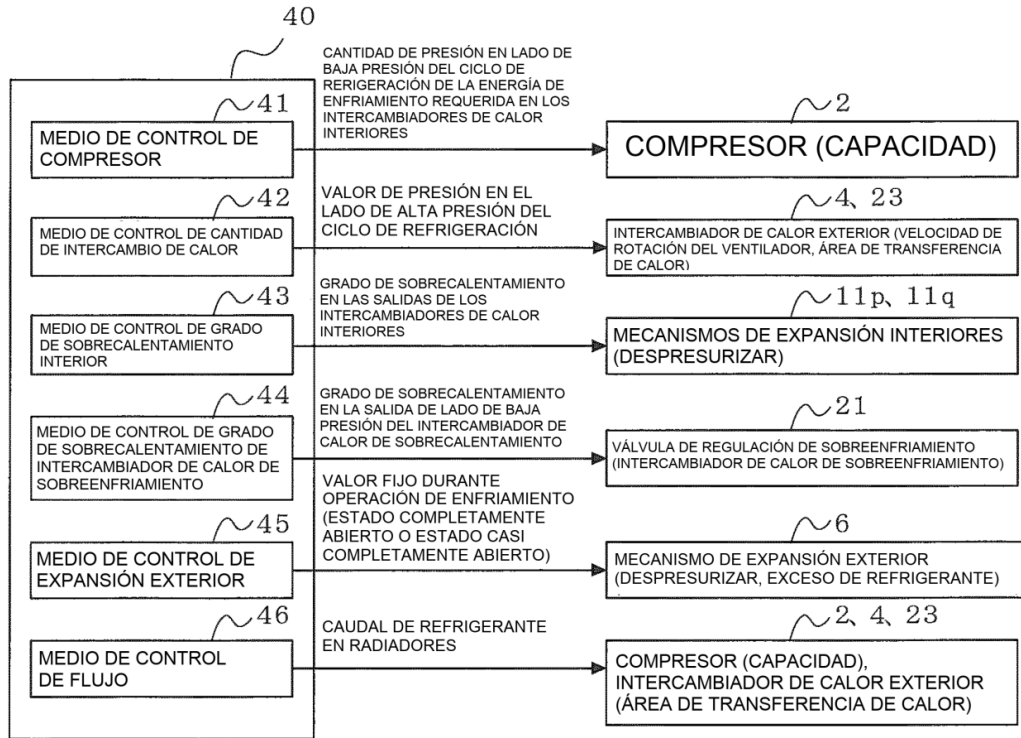 40
CANTIDAD DE PRESIÓN EN LADO DE
BAJA PRESIÓN DEL CICLO DE
RERIGERACIÓN DE LA ENERGÍA DE
ENFRIAMIENTO REQUERIDA EN LOS
INTERCAMBIADORES DE CALOR
INTERIORES
41
MEDIO DE CONTROL DE
COMPRESOR
2
COMPRESOR (CAPACIDAD)
42
MEDIO DE CONTROL DE CANTIDAD
DE INTERCAMBIO DE CALOR
VALOR DE PRESIÓN EN EL
LADO DE ALTA PRESIÓN DEL
CICLO DE REFRIGERACIÓN
4、23
INTERCAMBIADOR DE CALOR EXTERIOR (VELOCIDAD DE
ROTACIÓN DEL VENTILADOR, ÁREA DE TRANSFERENCIA
DE CALOR)
43
MEDIO DE CONTROL DE GRADO
DE SOBRECALENTAMIENTO
INTERIOR
GRADO DE SOBRECALENTAMIENTO
EN LAS SALIDAS DE LOS
INTERCAMBIADORES DE CALOR
INTERIORES
11p、11q
MECANISMOS DE EXPANSIÓN INTERIORES
(DESPRESURIZAR)
44
MEDIO DE CONTROL DE GRADO
DE SOBRECALENTAMIENTO DE
INTERCAMBIADOR DE CALOR DE
SOBREENFRIAMIENTO
GRADO DE SOBRECALENTAMIENTO
EN LA SALIDA DE LADO DE BAJA
PRESIÓN DEL INTERCAMBIADOR DE
CALOR DE SOBRECALENTAMIENTO
21
VÁLVULA DE REGULACIÓN DE SOBREENFRIAMIENTO
(INTERCAMBIADOR DE CALOR DE SOBREENFRIAMIENTO)
45
MEDIO DE CONTROL DE
EXPANSIÓN EXTERIOR
VALOR FIJO DURANTE
OPERACIÓN DE ENFRIAMIENTO
(ESTADO COMPLETAMENTE
ABIERTO O ESTADO CASI
COMPLETAMENTE ABIERTO)
6
MECANISMO DE EXPANSIÓN EXTERIOR
(DESPRESURIZAR, EXCESO DE REFRIGERANTE)
46
MEDIO DE CONTROL
DE FLUJO
CAUDAL DE REFRIGERANTE
EN RADIADORES
2、4、23
COMPRESOR (CAPACIDAD),
INTERCAMBIADOR DE CALOR EXTERIOR
(ÁREA DE TRANSFERENCIA DE CALOR)